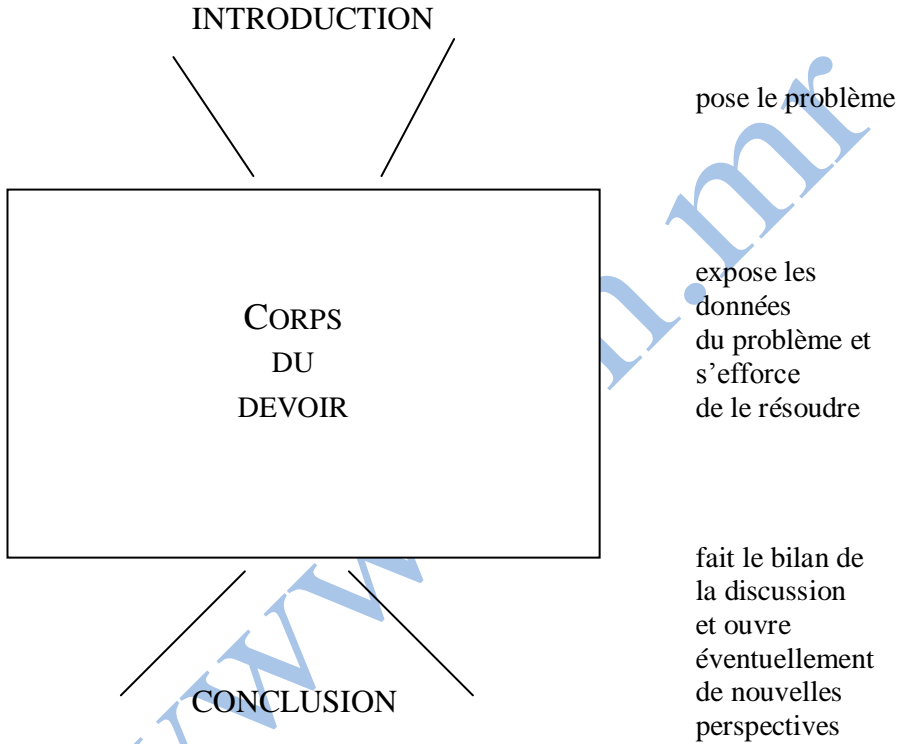 INTRODUCTION
pose le problème
expose les
données
du problème et
s’efforce
de le résoudre
CORPS
DU
DEVOIR
fait le bilan de
la discussion
et ouvre
éventuellement
de nouvelles
perspectives
CONCLUSION